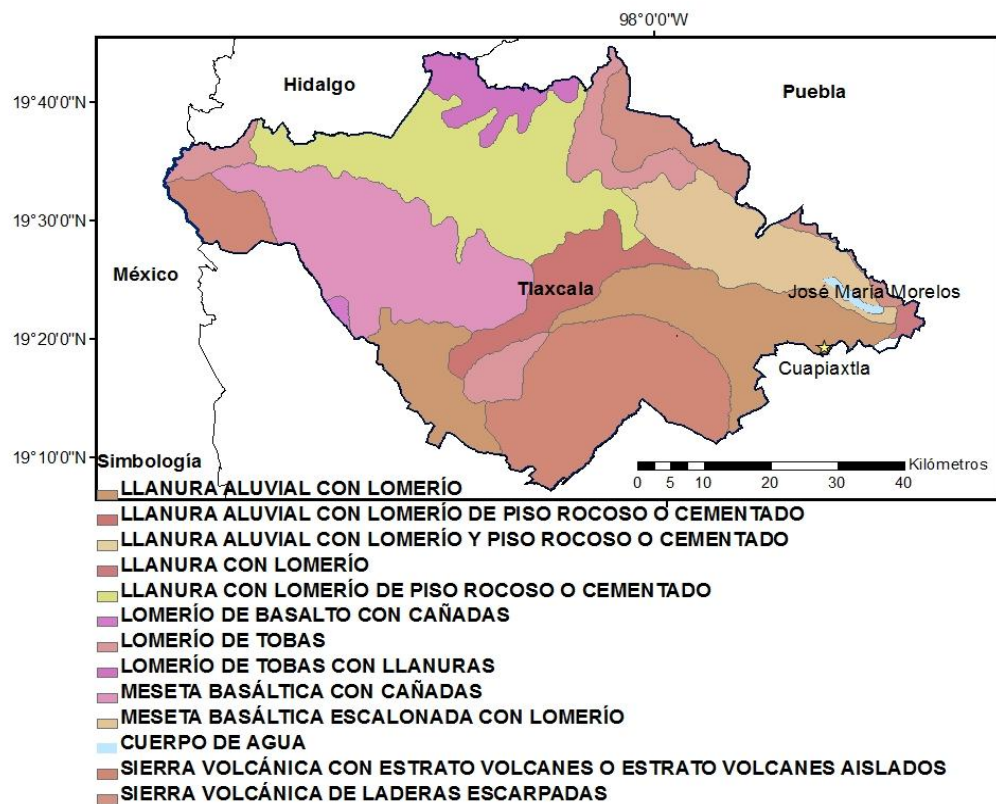 98°0'0"W
Hidalgo
Puebla
19°40'0"N
19°30'0"N
México
Tlaxcala
José María Morelos
19°20'0"N
Cuapiaxtla
19°10'0"N
Simbología
Kilómetros
0 5 10 20 30 40
LLANURA ALUVIAL CON LOMERÍO
LLANURA ALUVIAL CON LOMERÍO DE PISO ROCOSO O CEMENTADO
LLANURA ALUVIAL CON LOMERÍO Y PISO ROCOSO O CEMENTADO
LLANURA CON LOMERÍO
LLANURA CON LOMERÍO DE PISO ROCOSO O CEMENTADO
LOMERÍO DE BASALTO CON CAÑADAS
LOMERÍO DE TOBAS
LOMERÍO DE TOBAS CON LLANURAS
MESETA BASÁLTICA CON CAÑADAS
MESETA BASÁLTICA ESCALONADA CON LOMERÍO
CUERPO DE AGUA
SIERRA VOLCÁNICA CON ESTRATO VOLCANES O ESTRATO VOLCANES AISLADOS
SIERRA VOLCÁNICA DE LADERAS ESCARPADAS